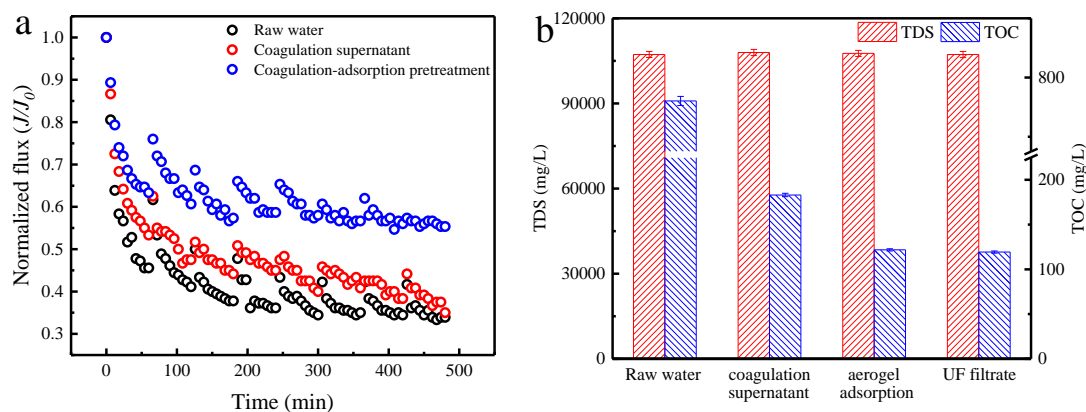 a
Raw water
Coagulation supernatant
Coagulation-adsorption pretreatment
Normalized flux (J/J0)
1.0
0.9
0.8
0.7
0.6
0.5
0.4
0.3
0
100
200
300
400
500
Time (min)
b
TDS
TOC
TDS (mg/L)
120000
90000
60000
30000
0
TOC (mg/L)
800
200
100
0
Raw water
coagulation
supernatant
aerogel
adsorption
UF filtrate